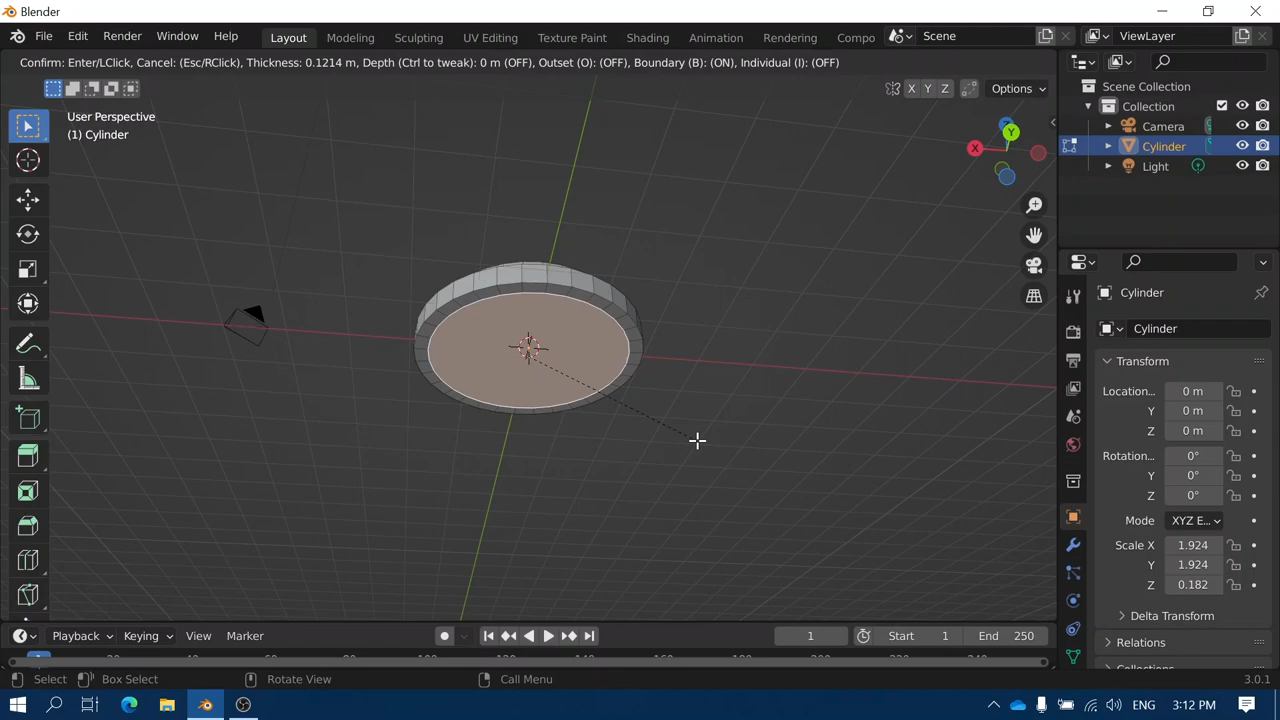 Blender
File Edit Render Window Help Layout Modeling Sculpting UV Editing Texture Paint Shading Animation Rendering Compo Scene ViewLayer
Confirm: Enter/LClick, Cancel: (Esc/RClick), Thickness: 0.1214 m, Depth (Ctrl to tweak): 0 m (OFF), Outset (O): (OFF), Boundary (B): (ON), Individual (I): (OFF)
X Y Z Options
User Perspective
(1) Cylinder
Y
X
Scene Collection
Collection
Camera
Cylinder
Light
Cylinder
Cylinder
Transform
Location... 0 m
Y 0 m
Z 0 m
Rotation... 0°
Y 0°
Z 0°
Mode XYZ E...
Scale X 1.924
Y 1.924
Z 0.182
Delta Transform
Relations
Playback Keying View Marker 1 Start 1 End 250
Select Box Select Rotate View Call Menu 3.0.1
ENG 3:12 PM